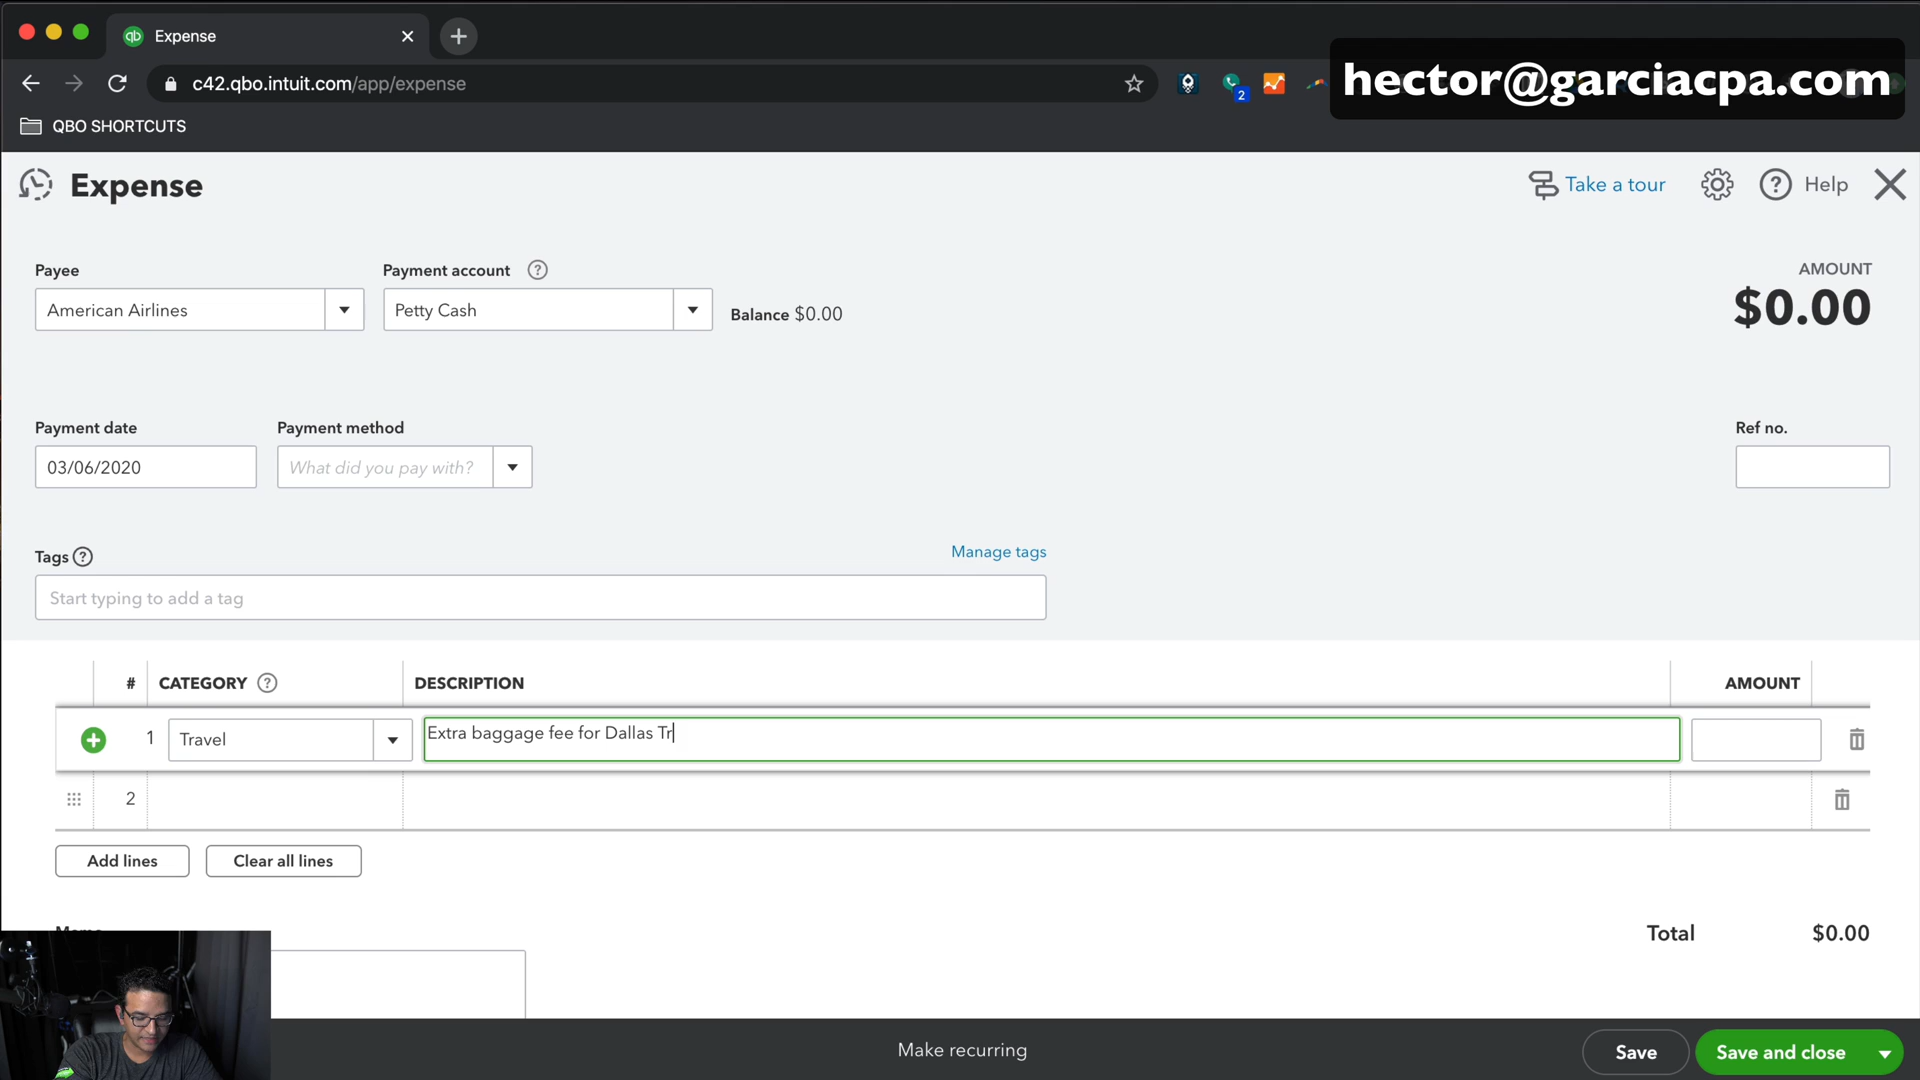 Expense
c42.qbo.intuit.com/app/expense
2
hector@garciacpa.com
QBO SHORTCUTS
Expense
Take a tour
Help
Payee
Payment account
AMOUNT
American Airlines
Petty Cash
Balance $0.00
$0.00
Payment date
Payment method
Ref no.
03/06/2020
What did you pay with?
Tags
Manage tags
Start typing to add a tag
# CATEGORY DESCRIPTION AMOUNT
1 Travel Extra baggage fee for Dallas Tr
2
Add lines
Clear all lines
Memo
Total $0.00
Make recurring
Save
Save and close